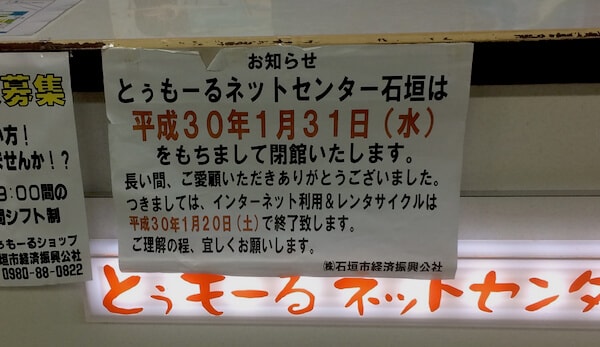 募集
い方!
ませんか!?
9:00間の
シフト制
ぅもーるショップ
垣市経済振興公社
0980-88-0822
お知らせ
とぅもーるネットセンター石垣は
平成30年1月31日(水)
をもちまして閉館いたします。
長い間、ご愛顧いただきありがとうございました。
つきましては、インターネット利用&レンタサイクルは
平成30年1月20日(土)で終了致します。
ご理解の程、宜しくお願いします。
㈱石垣市経済振興公社
とぅもーるネットセンタ